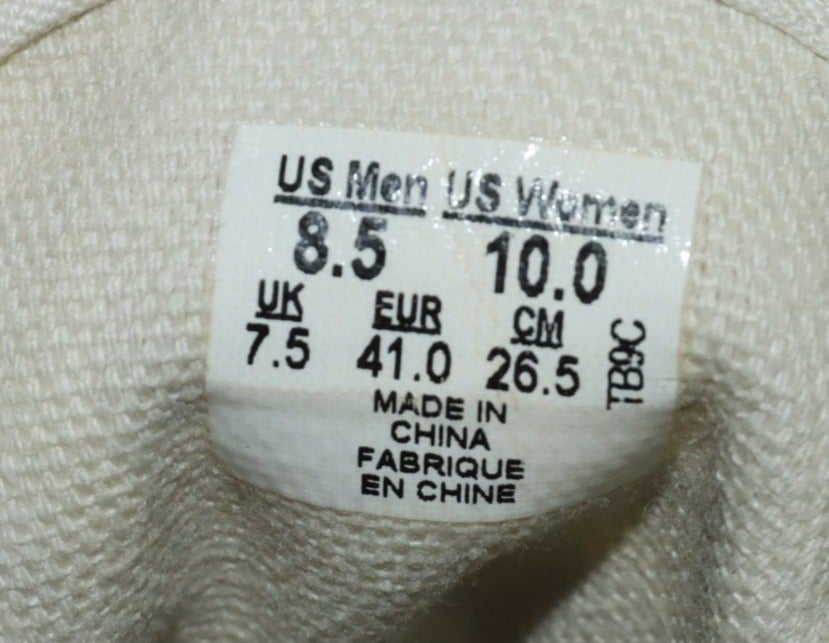 US Men US Women
8.5 10.0
UK EUR CM
7.5 41.0 26.5
TB9C
MADE IN
CHINA
FABRIQUE
EN CHINE